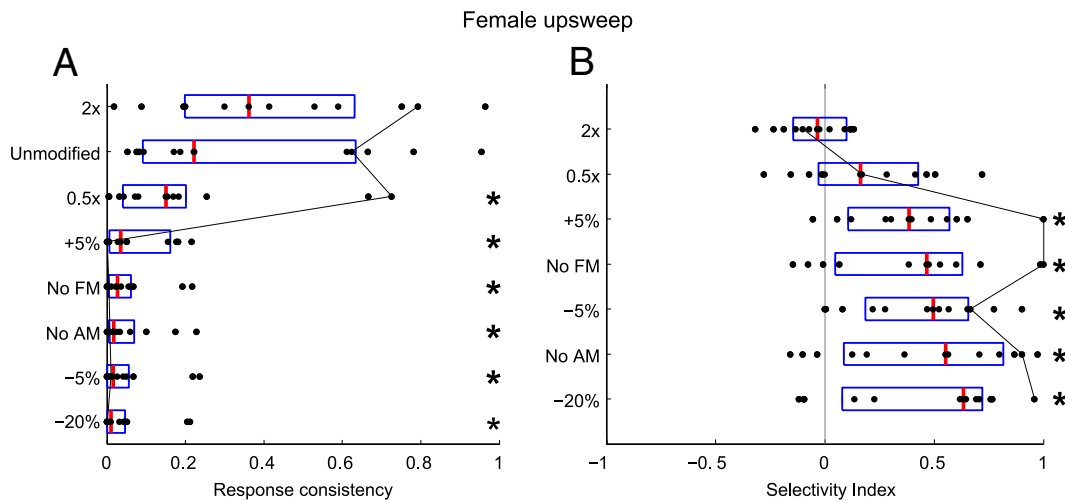 Female upsweep
A
2x
Unmodified
0.5x
*
+5%
*
No FM
*
No AM
*
−5%
*
−20%
*
0
0.2
0.4
0.6
0.8
1
Response consistency
B
2x
0.5x
+5%
*
No FM
*
−5%
*
No AM
*
−20%
*
−1
−0.5
0
0.5
1
Selectivity Index